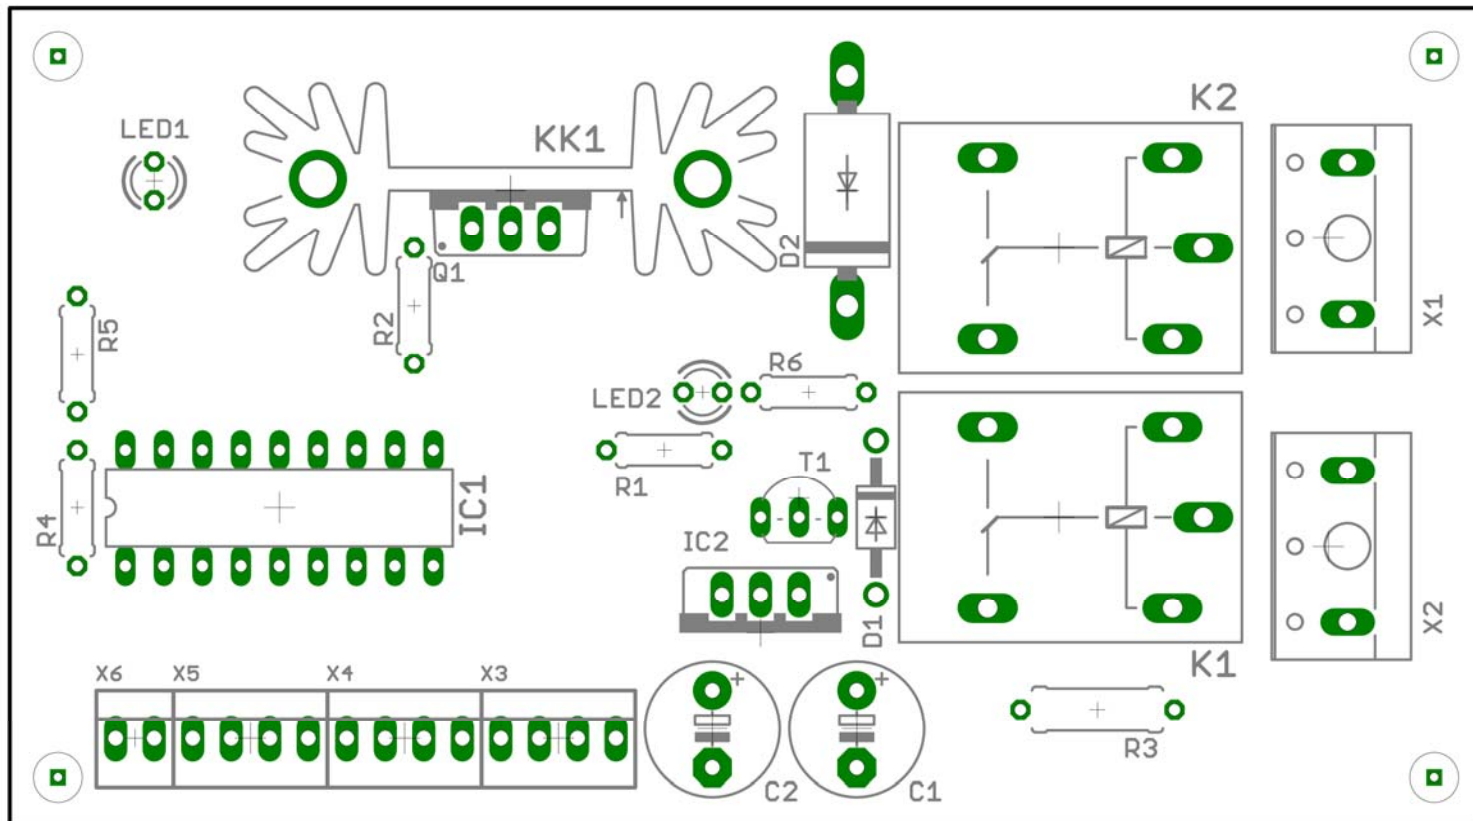 K2
LED1
KK1
D2
Q1
X1
R5
R2
R6
LED2
T1
R1
IC1
R4
IC2
D1
X2
K1
X6 X5 X4 X3
+ +
R3
C2 C1